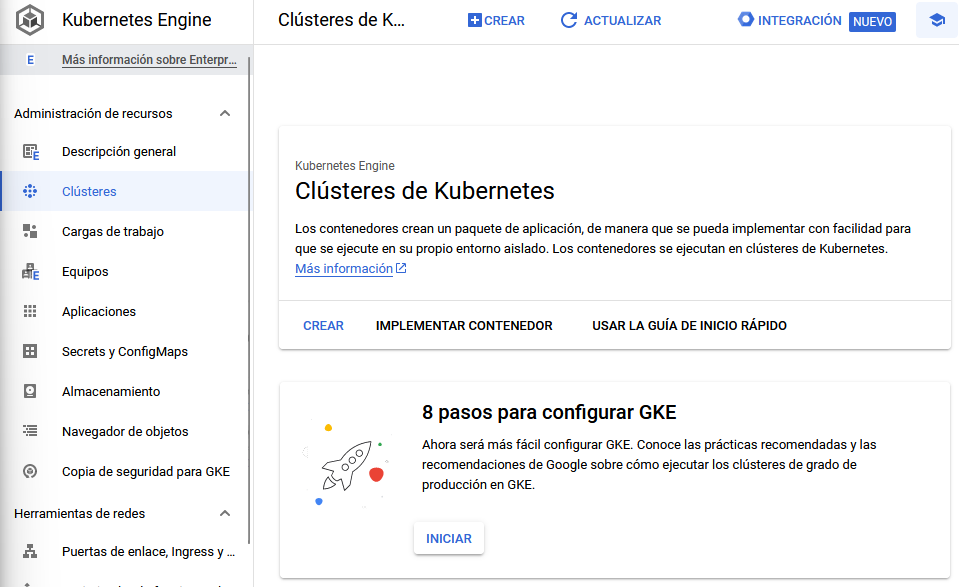 Kubernetes Engine
Clústeres de K...
CREAR
ACTUALIZAR
INTEGRACIÓN
NUEVO
E
Más información sobre Enterpr...
Administración de recursos
Descripción general
Clústeres
Cargas de trabajo
Equipos
Aplicaciones
Secrets y ConfigMaps
Almacenamiento
Navegador de objetos
Copia de seguridad para GKE
Herramientas de redes
Puertas de enlace, Ingress y ...
Kubernetes Engine
Clústeres de Kubernetes
Los contenedores crean un paquete de aplicación, de manera que se pueda implementar con facilidad para
que se ejecute en su propio entorno aislado. Los contenedores se ejecutan en clústeres de Kubernetes.
Más información
CREAR
IMPLEMENTAR CONTENEDOR
USAR LA GUÍA DE INICIO RÁPIDO
8 pasos para configurar GKE
Ahora será más fácil configurar GKE. Conoce las prácticas recomendadas y las
recomendaciones de Google sobre cómo ejecutar los clústeres de grado de
producción en GKE.
INICIAR